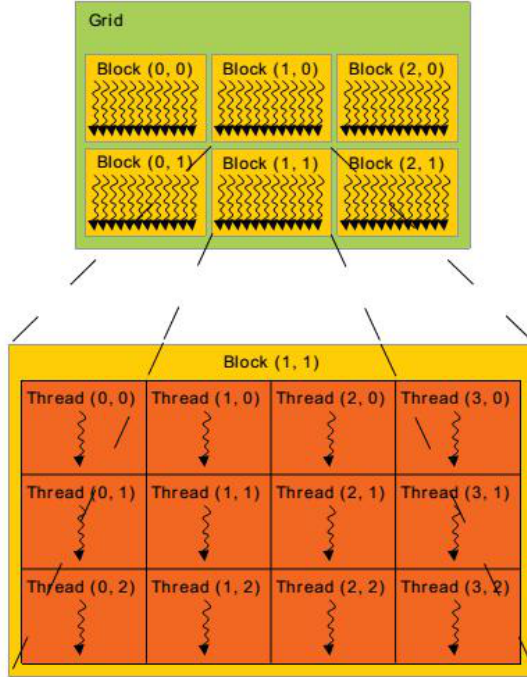 Grid
Block (0, 0) Block (1, 0) Block (2, 0)
Block (0, 1) Block (1, 1) Block (2, 1)
Block (1, 1)
Thread (0, 0) Thread (1, 0) Thread (2, 0) Thread (3, 0)
Thread (0, 1) Thread (1, 1) Thread (2, 1) Thread (3, 1)
Thread (0, 2) Thread (1, 2) Thread (2, 2) Thread (3, 2)